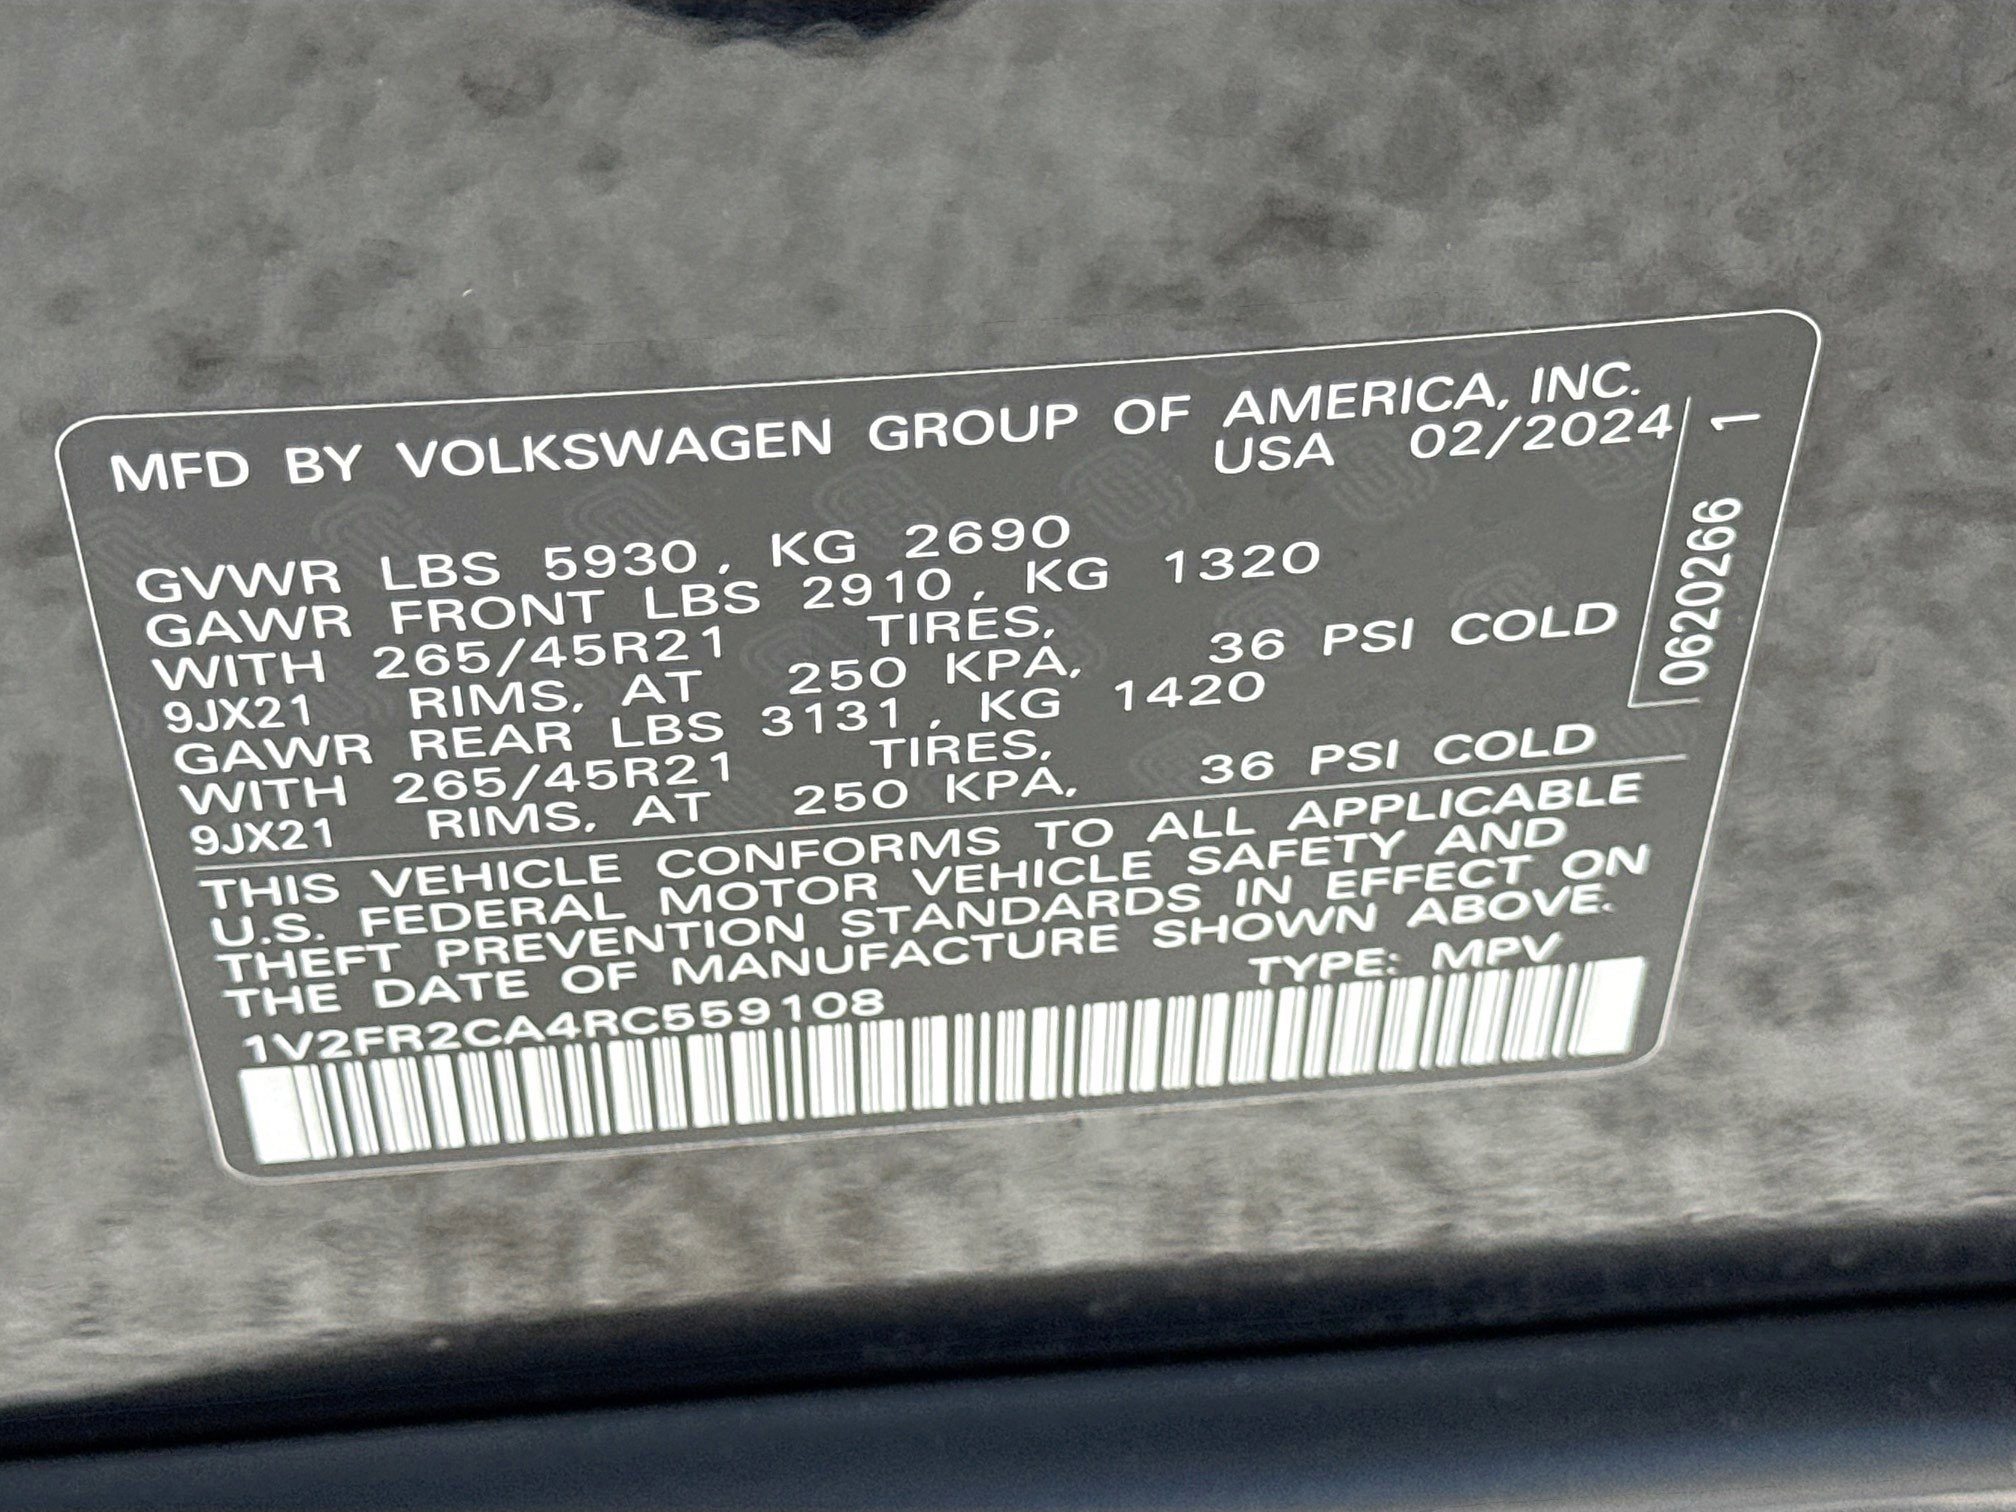 MFD BY VOLKSWAGEN GROUP OF AMERICA, INC.
USA 02/2024
GVWR LBS 5930, KG 2690
GAWR FRONT LBS 2910, KG 1320
WITH 265/45R21 TIRES,
9JX21 RIMS, AT 250 KPA, 36 PSI COLD
GAWR REAR LBS 3131, KG 1420
WITH 265/45R21 TIRES,
9JX21 RIMS, AT 250 KPA, 36 PSI COLD
THIS VEHICLE CONFORMS TO ALL APPLICABLE
U.S. FEDERAL MOTOR VEHICLE SAFETY AND
THEFT PREVENTION STANDARDS IN EFFECT ON
THE DATE OF MANUFACTURE SHOWN ABOVE.
1V2FR2CA4RC559108 TYPE: MPV
0620266 1